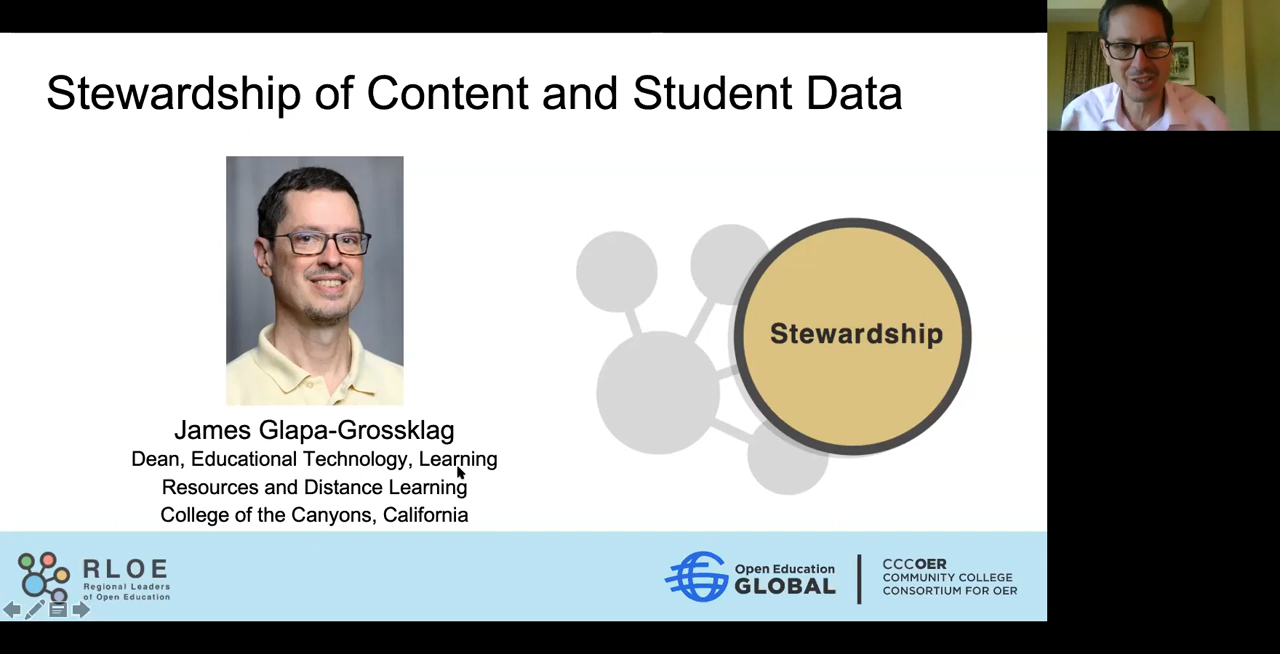 Stewardship of Content and Student Data
Stewardship
James Glapa-Grossklag
Dean, Educational Technology, Learning
Resources and Distance Learning
College of the Canyons, California
RLOE
Regional Leaders
of Open Education
Open Education
GLOBAL
CCCOER
COMMUNITY COLLEGE
CONSORTIUM FOR OER